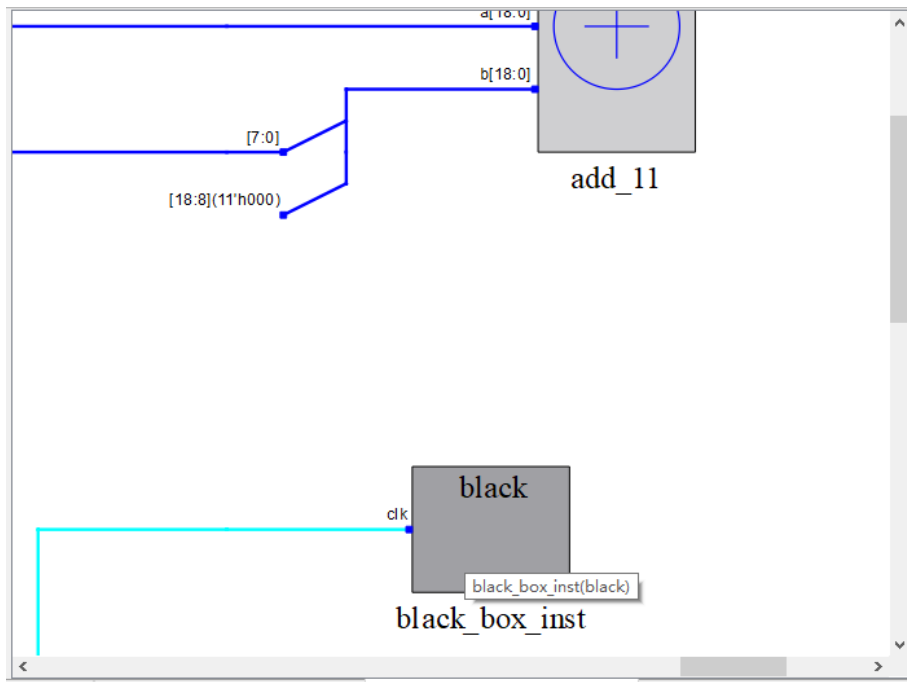 a[18:0]
b[18:0]
[7:0]
[18:8](11'h000)
add_11
black
clk
black_box_inst(black)
black_box_inst